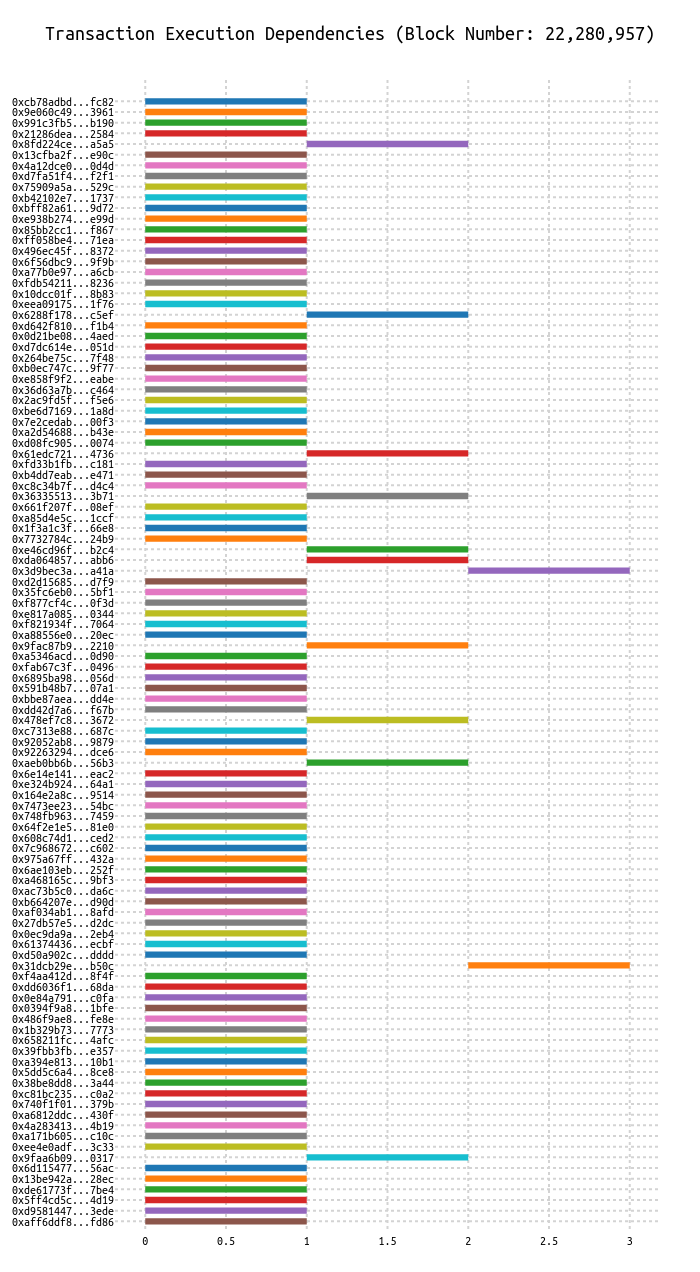 Transaction Execution Dependencies (Block Number: 22,280,957)
0xcb78adbd...fc82
0x9e060c49...3961
0x991c3fb5...b190
0x21286dea...2584
0x8fd224ce...a5a5
0x13cfba2f...e90c
0x4a12dce0...0d4d
0xd7fa51f4...f2f1
0x75909a5a...529c
0xb42102e7...1737
0xbff82a61...9d72
0xe938b274...e99d
0x85bb2cc1...f867
0xff058be4...71ea
0x496ec45f...8372
0x6f56dbc9...9f9b
0xa77b0e97...a6cb
0xfdb54211...8236
0x10dcc01f...8b83
0xeea09175...1f76
0x6288f178...c5ef
0xd642f810...f1b4
0x0d21be08...4aed
0xd7dc614e...051d
0x264be75c...7f48
0xb0ec747c...9f77
0xe858f9f2...eabe
0x36d63a7b...c464
0x2ac9fd5f...f5e6
0xbe6d7169...1a8d
0x7e2cedab...00f3
0xa2d54688...b43e
0xd08fc905...0074
0x61edc721...4736
0xfd33b1fb...c181
0xb4dd7eab...e471
0xc8c34b7f...d4c4
0x36335513...3b71
0x661f207f...08ef
0xa85d4e5c...1ccf
0x1f3a1c3f...66e8
0x7732784c...24b9
0xe46cd96f...b2c4
0xda064857...abb6
0x3d9bec3a...a41a
0xd2d15685...d7f9
0x35fc6eb0...5bf1
0xf877cf4c...0f3d
0xe817a085...0344
0xf821934f...7064
0xa88556e0...20ec
0x9fac87b9...2210
0xa5346acd...0d90
0xfab67c3f...0496
0x6895ba98...056d
0x591b48b7...07a1
0xbbe87aea...dd4e
0xdd42d7a6...f67b
0x478ef7c8...3672
0xc7313e88...687c
0x92052ab8...9879
0x92263294...dce6
0xaeb0bb6b...56b3
0x6e14e141...eac2
0xe324b924...64a1
0x164e2a8c...9514
0x7473ee23...54bc
0x748fb963...7459
0x64f2e1e5...81e0
0x608c74d1...ced2
0x7c968672...c602
0x975a67ff...432a
0x6ae103eb...252f
0xa468165c...9bf3
0xac73b5c0...da6c
0xb664207e...d90d
0xaf034ab1...8afd
0x27db57e5...d2dc
0x0ec9da9a...2eb4
0x61374436...ecbf
0xd50a902c...dddd
0x31dcb29e...b50c
0xf4aa412d...8f4f
0xdd6036f1...68da
0x0e84a791...c0fa
0x0394f9a8...1bfe
0x486f9ae8...fe8e
0x1b329b73...7773
0x658211fc...4afc
0x39fbb3fb...e357
0xa394e813...10b1
0x5dd5c6a4...8ce8
0x38be8dd8...3a44
0xc81bc235...c0a2
0x740f1f01...379b
0xa6812ddc...430f
0x4a283413...4b19
0xa171b605...c10c
0xee4e0adf...3c33
0x9faa6b09...0317
0x6d115477...56ac
0x13be942a...28ec
0xde61773f...7be4
0x5ff4cd5c...4d19
0xd9581447...3ede
0xaff6ddf8...fd86
0 0.5 1 1.5 2 2.5 3